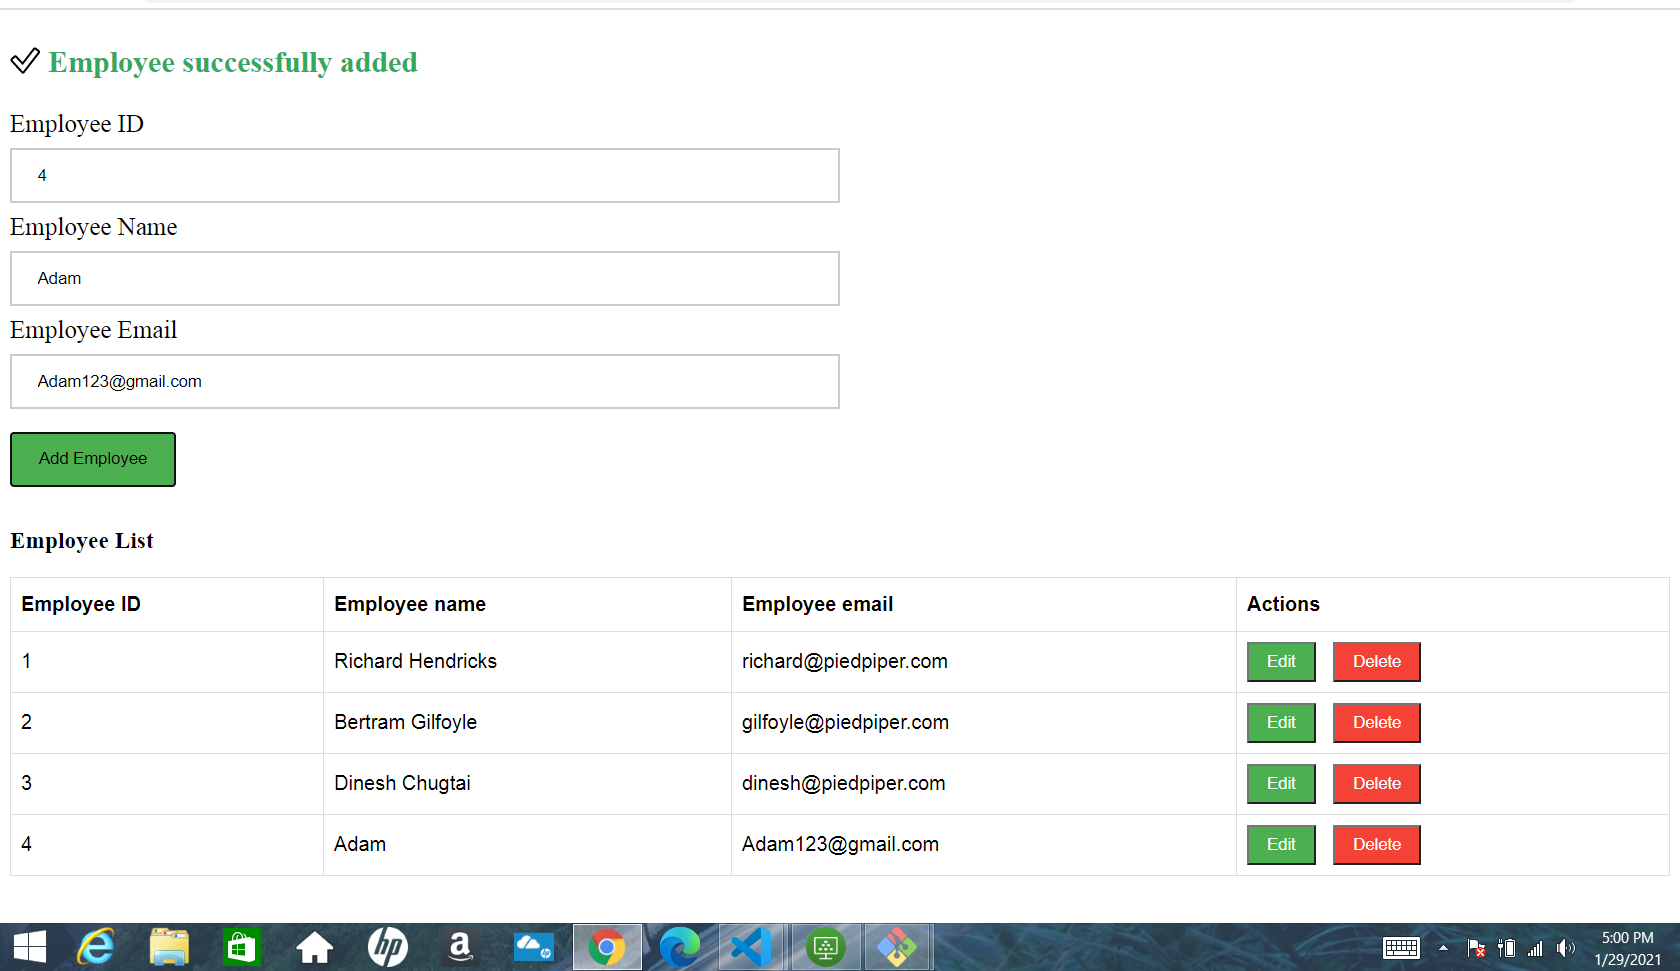 Employee successfully added
Employee ID
4
Employee Name
Adam
Employee Email
Adam123@gmail.com
Add Employee
Employee List
Employee ID Employee name Employee email Actions
1 Richard Hendricks richard@piedpiper.com Edit Delete
2 Bertram Gilfoyle gilfoyle@piedpiper.com Edit Delete
3 Dinesh Chugtai dinesh@piedpiper.com Edit Delete
4 Adam Adam123@gmail.com Edit Delete
hp a hp 5:00 PM
1/29/2021